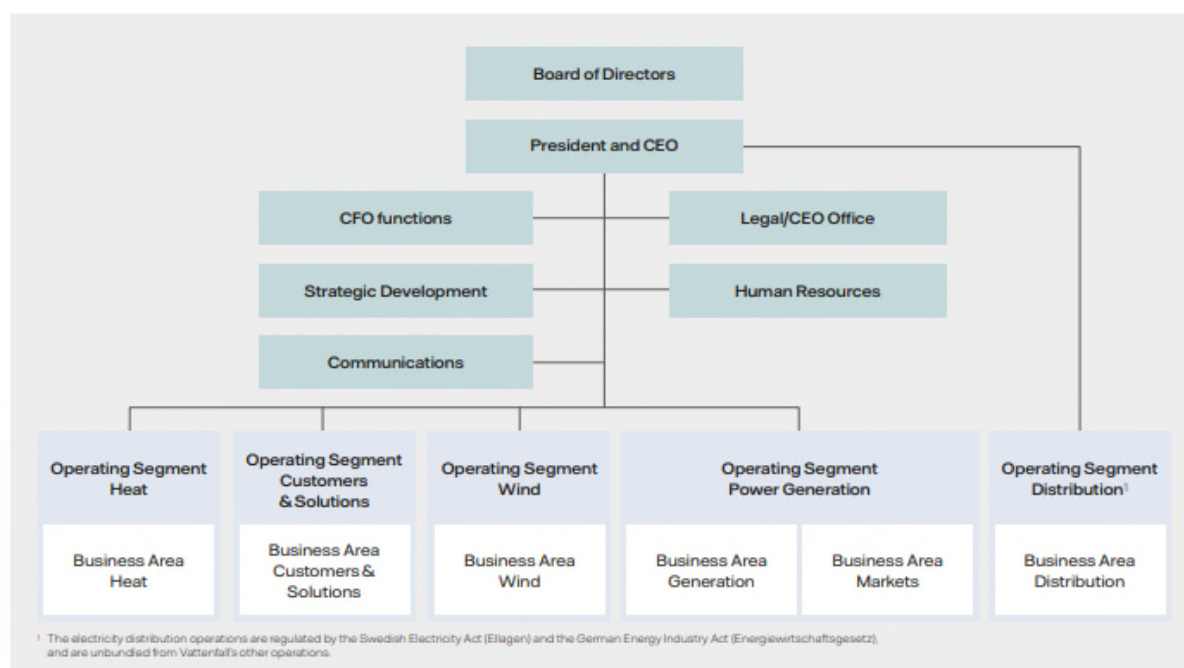 Board of Directors
President and CEO
CFO functions
Legal/CEO Office
Strategic Development
Human Resources
Communications
Operating Segment
Heat
Operating Segment
Customers
& Solutions
Operating Segment
Wind
Operating Segment
Power Generation
Operating Segment
Distribution¹
Business Area
Heat
Business Area
Customers &
Solutions
Business Area
Wind
Business Area
Generation
Business Area
Markets
Business Area
Distribution
¹ The electricity distribution operations are regulated by the Swedish Electricity Act (Ellagen) and the German Energy Industry Act (Energiewirtschaftsgesetz),
and are unbundled from Vattenfall's other operations.